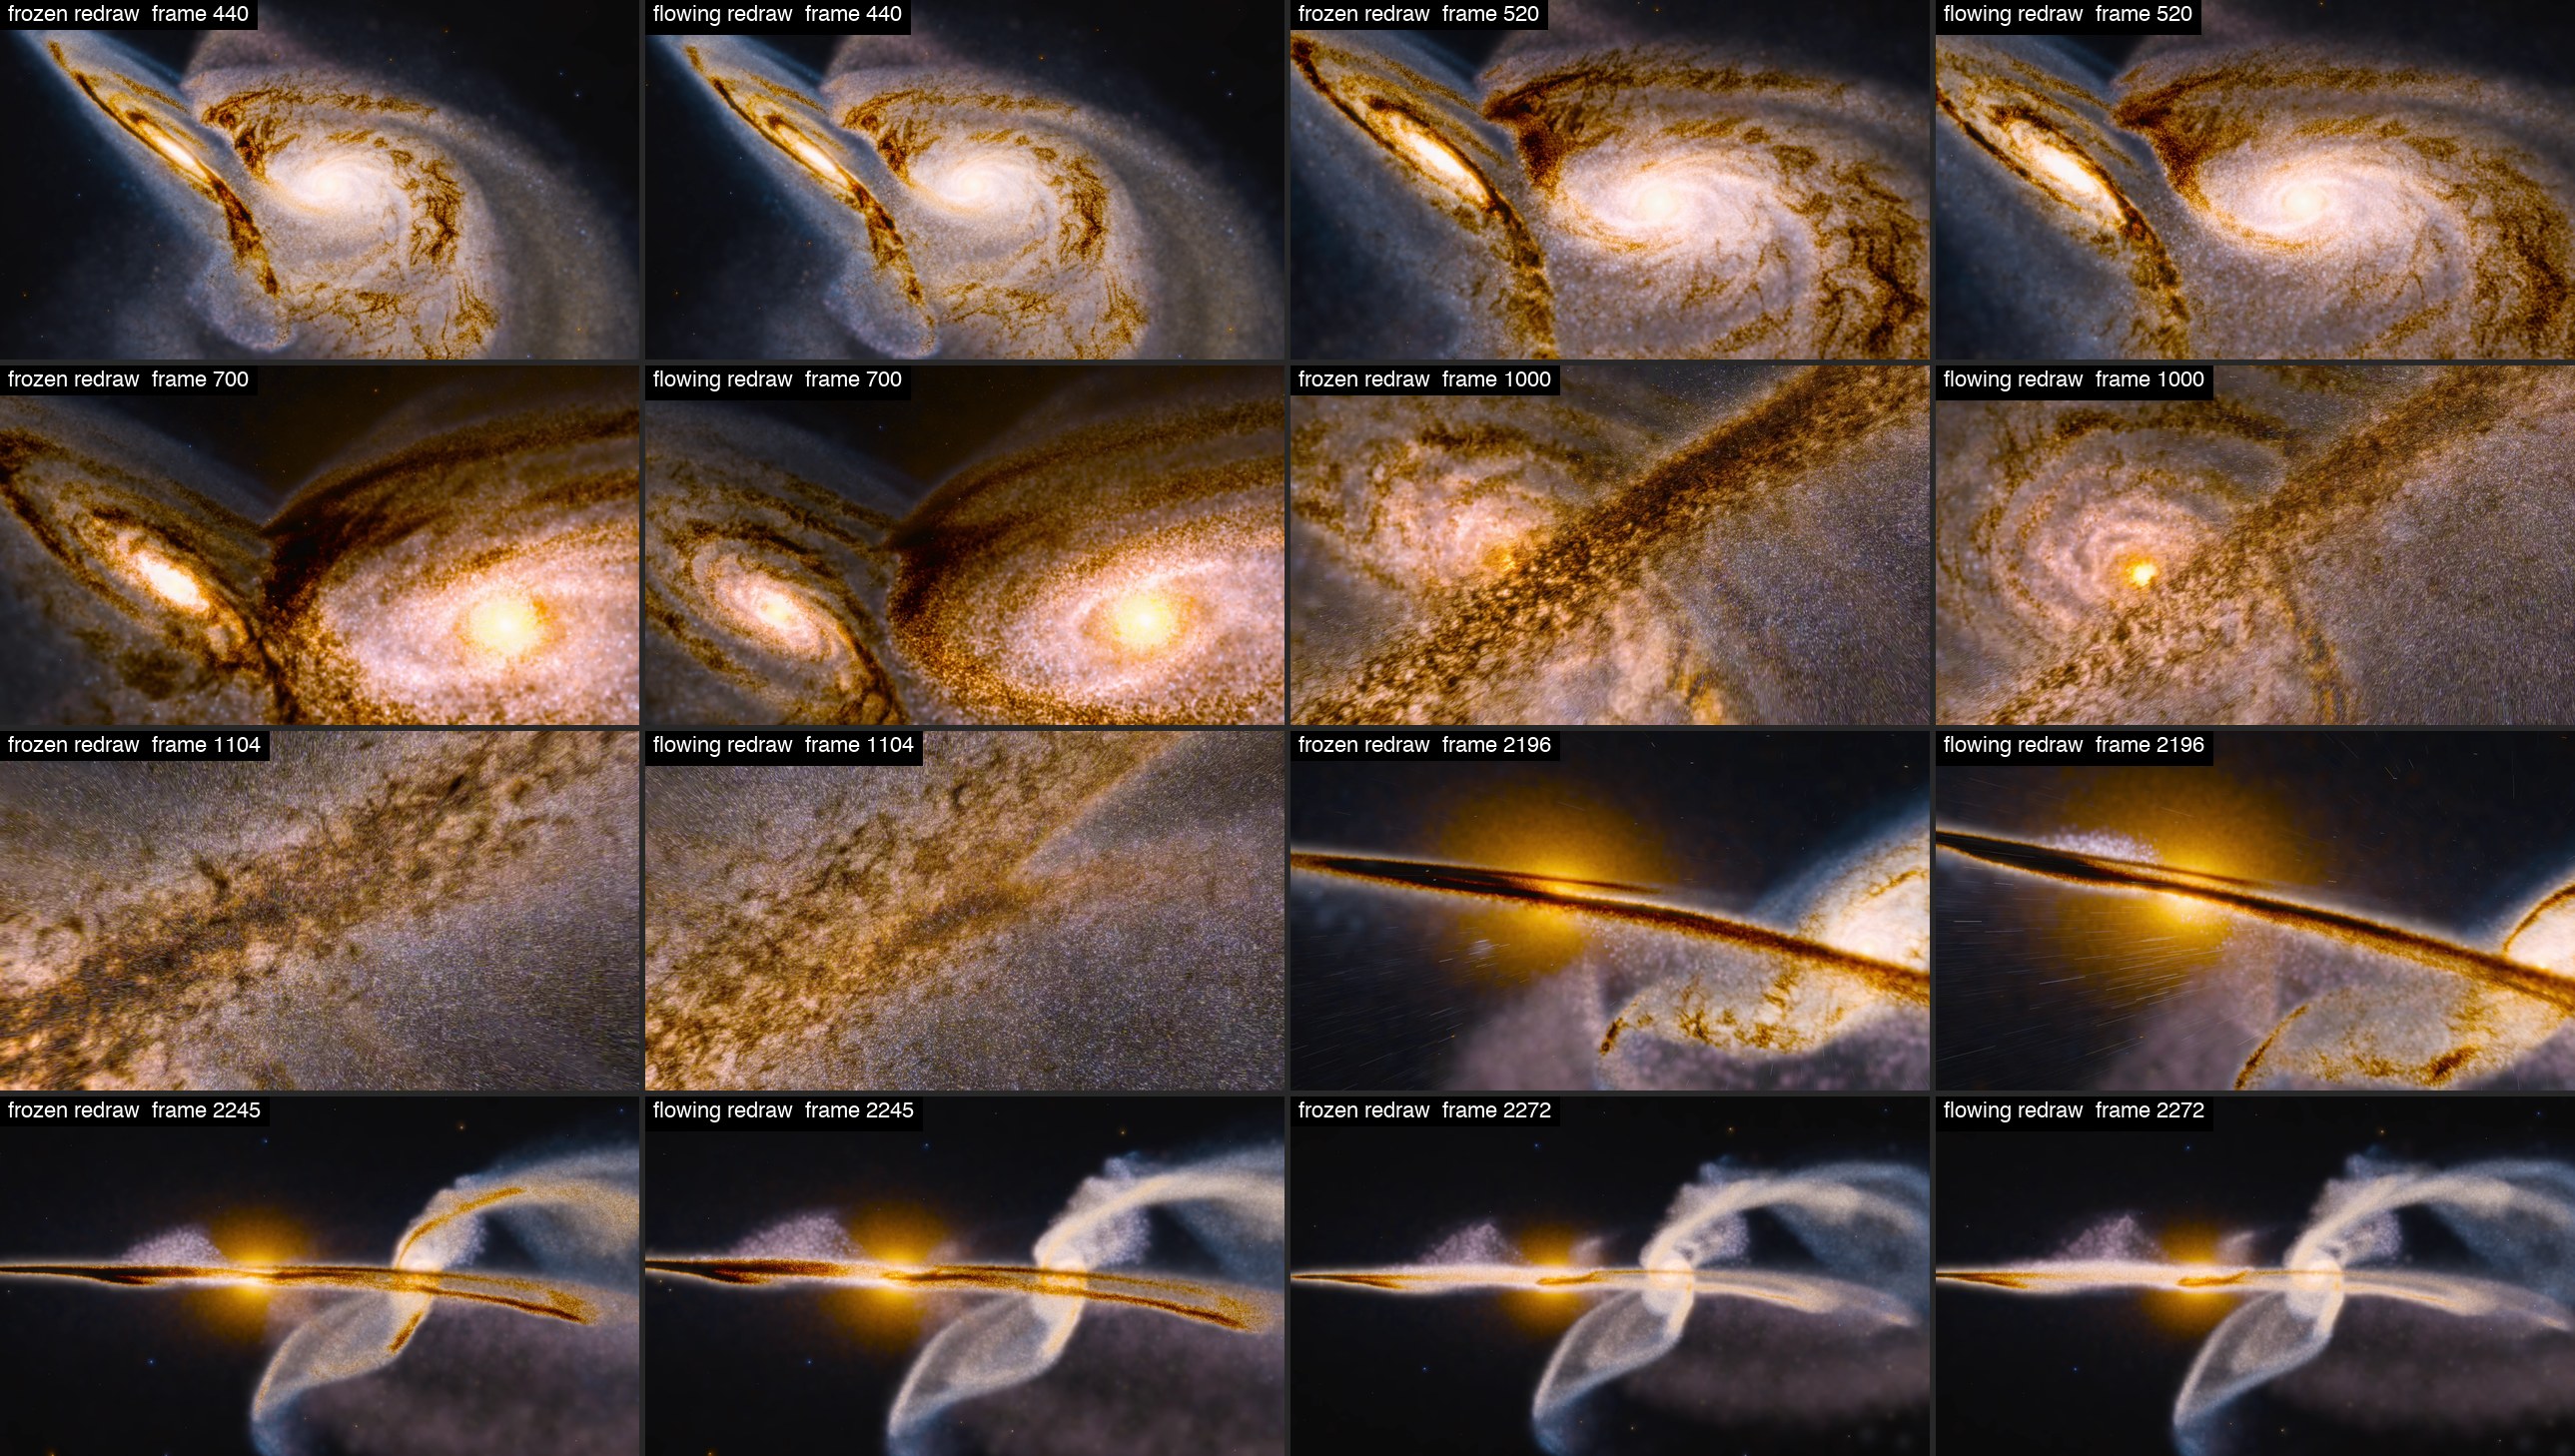 frozen redraw frame 440
flowing redraw frame 440
frozen redraw frame 520
flowing redraw frame 520
frozen redraw frame 700
flowing redraw frame 700
frozen redraw frame 1000
flowing redraw frame 1000
frozen redraw frame 1104
flowing redraw frame 1104
frozen redraw frame 2196
flowing redraw frame 2196
frozen redraw frame 2245
flowing redraw frame 2245
frozen redraw frame 2272
flowing redraw frame 2272